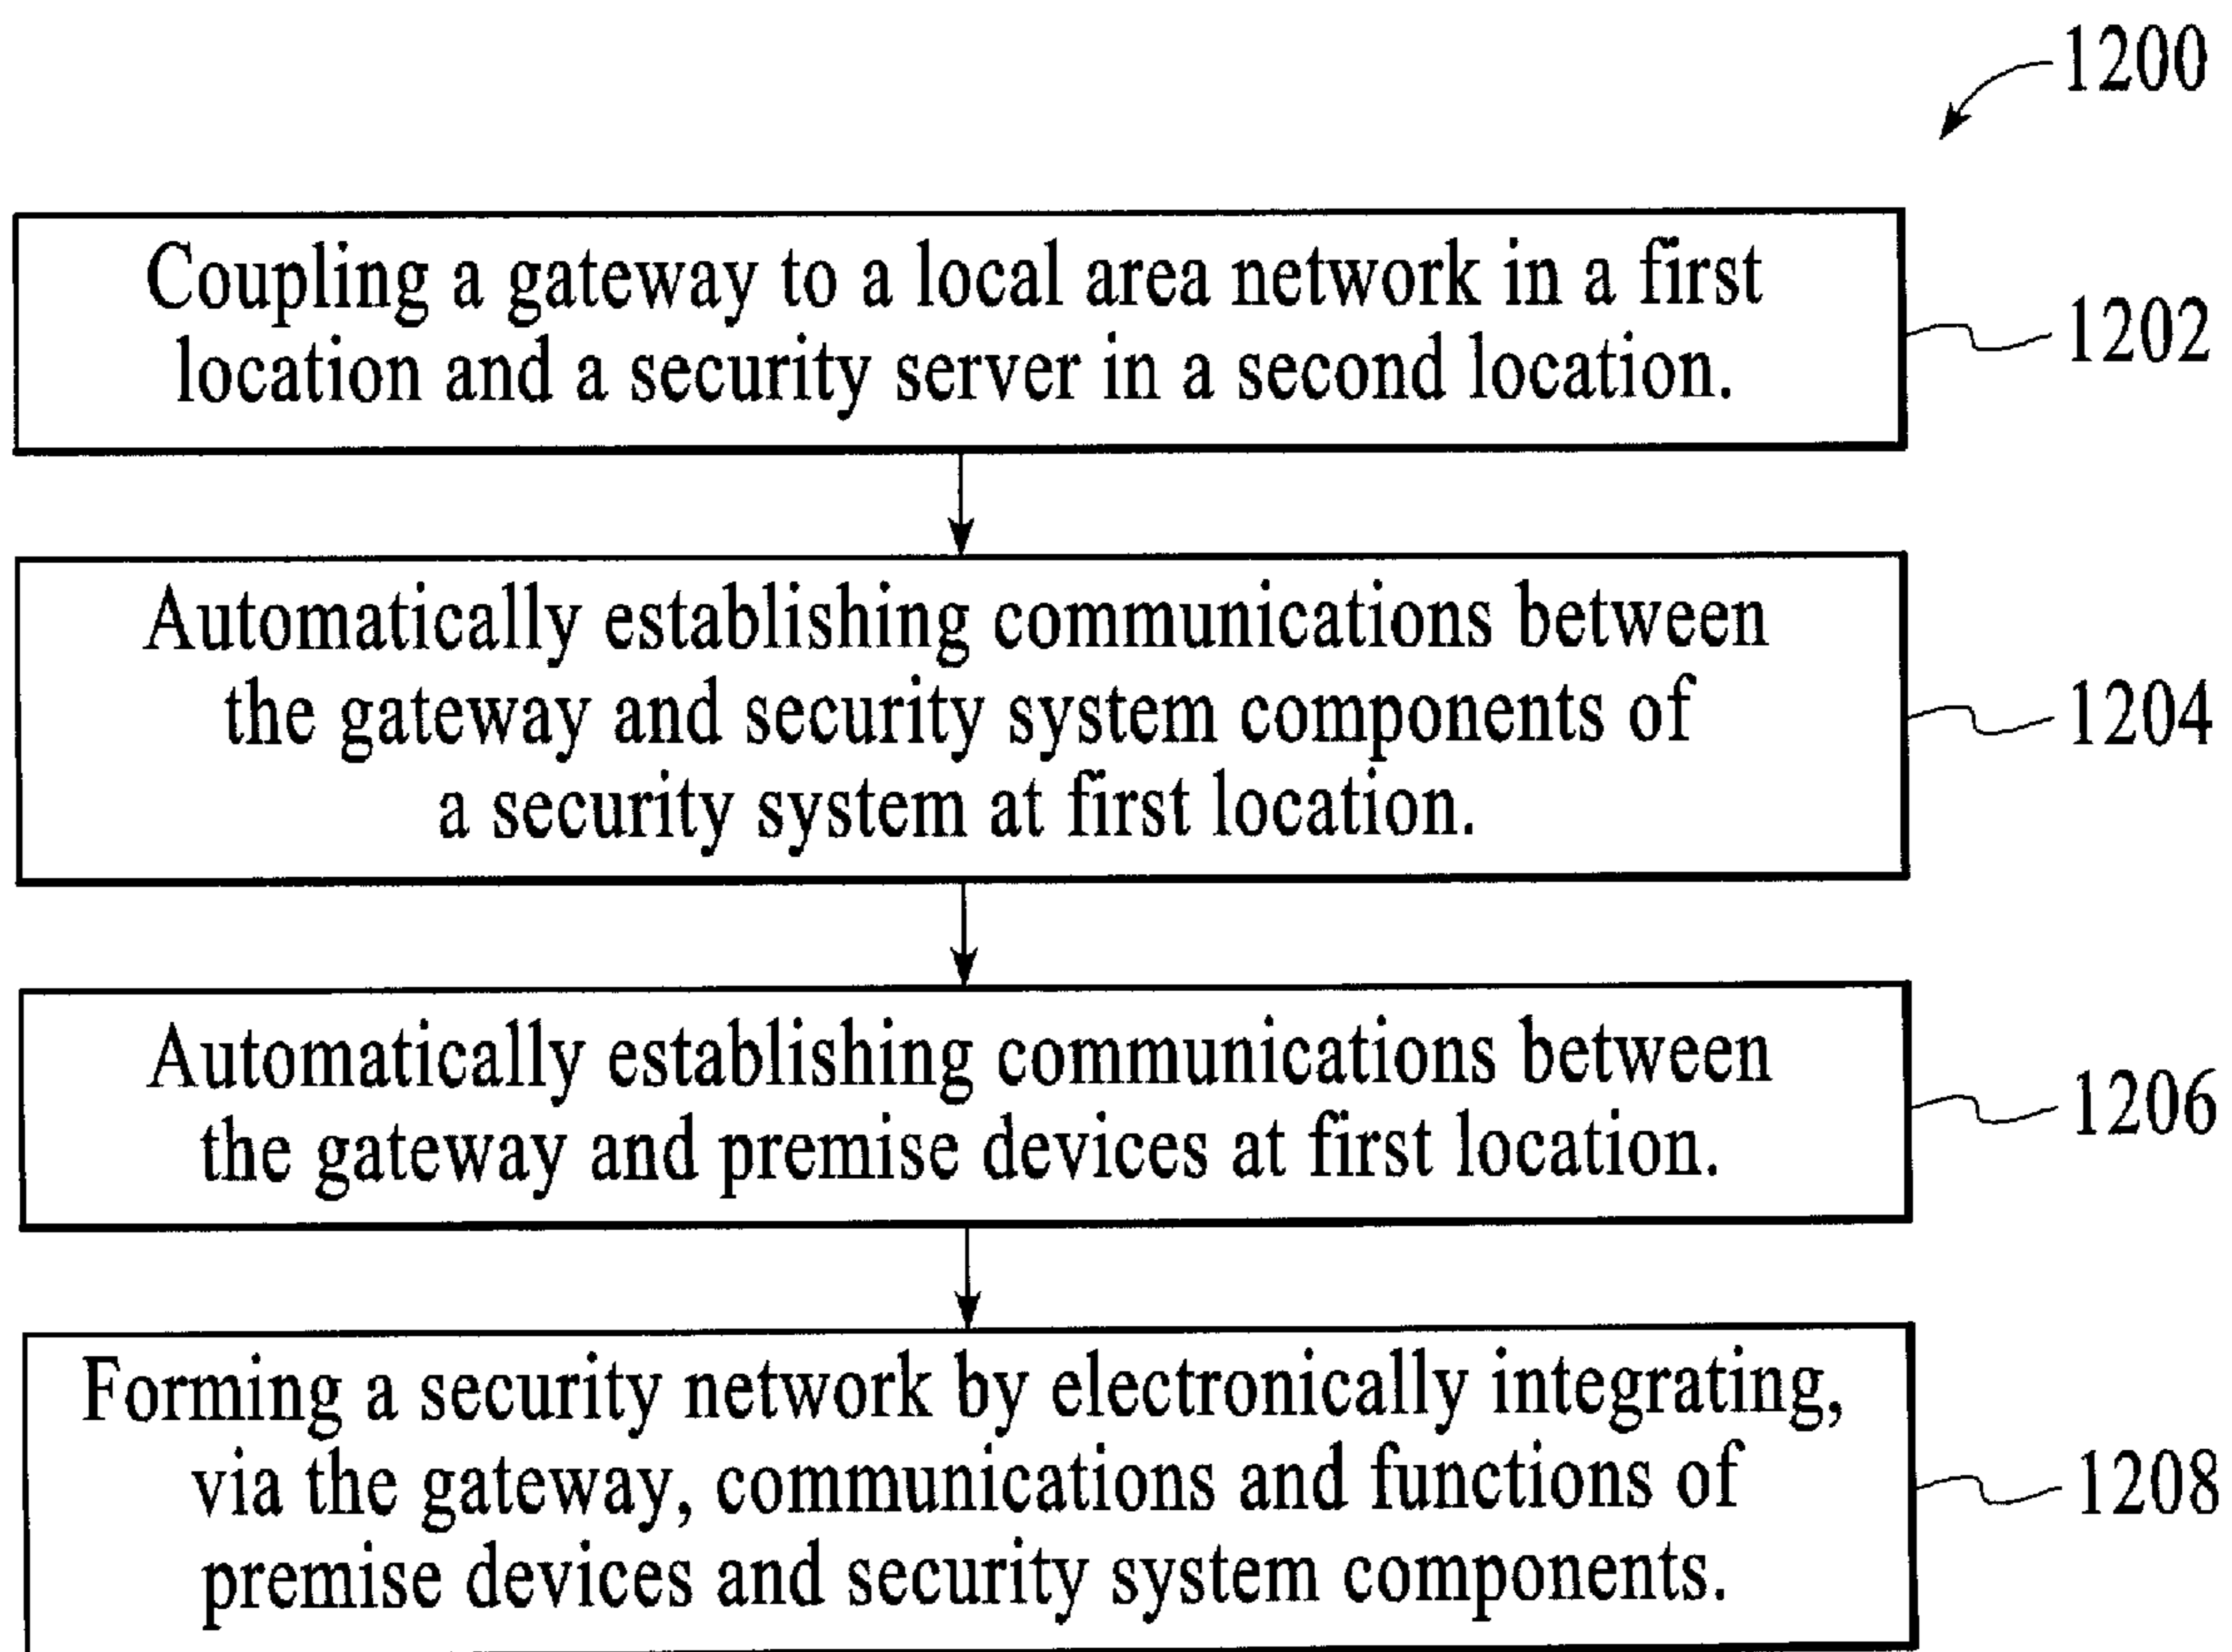 1200
Coupling a gateway to a local area network in a first
location and a security server in a second location.
1202
Automatically establishing communications between
the gateway and security system components of
a security system at first location.
1204
Automatically establishing communications between
the gateway and premise devices at first location.
1206
Forming a security network by electronically integrating,
via the gateway, communications and functions of
premise devices and security system components.
1208